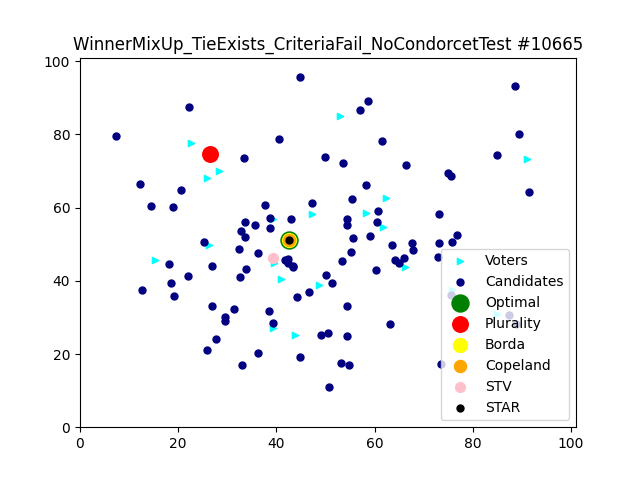 WinnerMixUp_TieExists_CriteriaFail_NoCondorcetTest #10665
100
80
60
40
20
0
0 20 40 60 80 100
Voters
Candidates
Optimal
Plurality
Borda
Copeland
STV
STAR